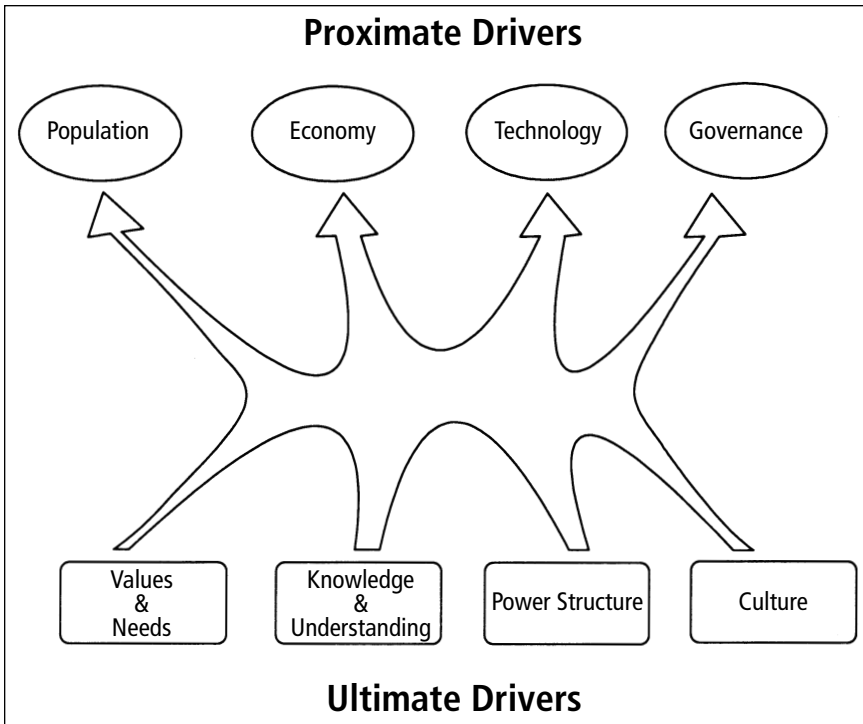 Proximate Drivers
Population
Economy
Technology
Governance
Values
&
Needs
Knowledge
&
Understanding
Power Structure
Culture
Ultimate Drivers